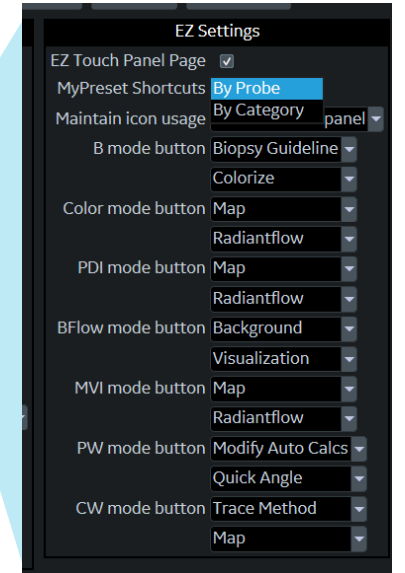 EZ Settings
EZ Touch Panel Page
MyPreset Shortcuts By Probe
Maintain icon usage By Category panel
B mode button Biopsy Guideline
Colorize
Color mode button Map
Radiantflow
PDI mode button Map
Radiantflow
BFlow mode button Background
Visualization
MVI mode button Map
Radiantflow
PW mode button Modify Auto Calcs
Quick Angle
CW mode button Trace Method
Map